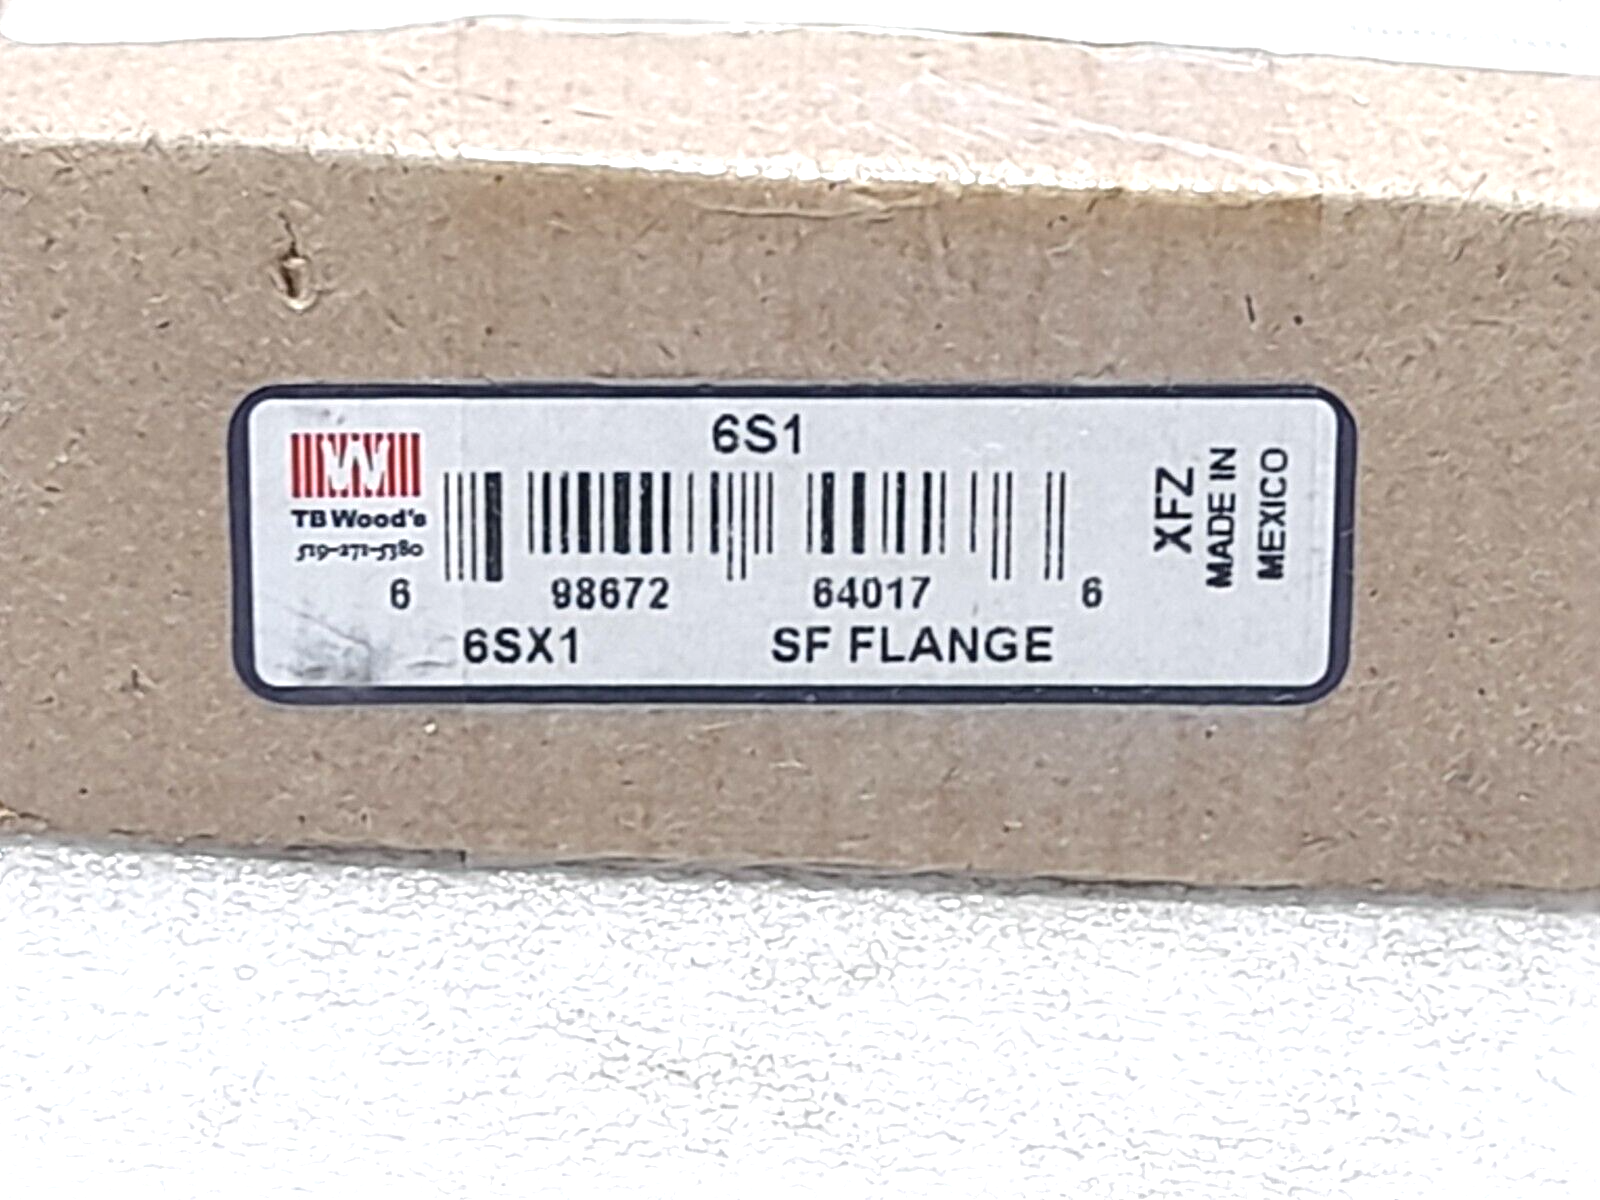 6S1
TB Wood's
519-271-5380
6 98672 64017 6
6SX1 SF FLANGE
XFZ
MADE IN
MEXICO